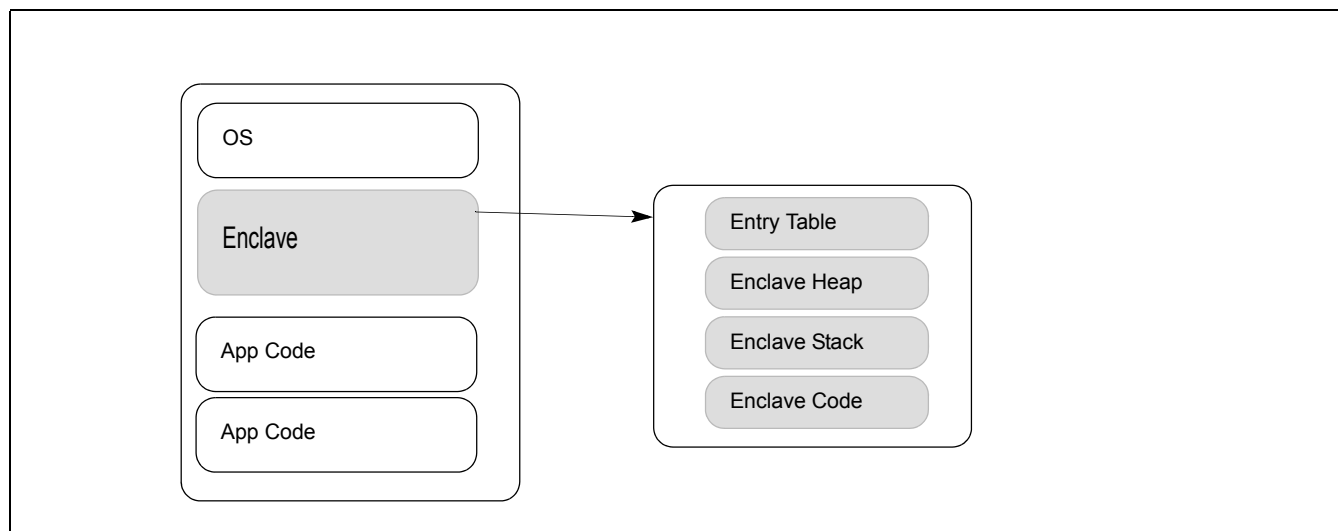 OS
Enclave
App Code
App Code
Entry Table
Enclave Heap
Enclave Stack
Enclave Code